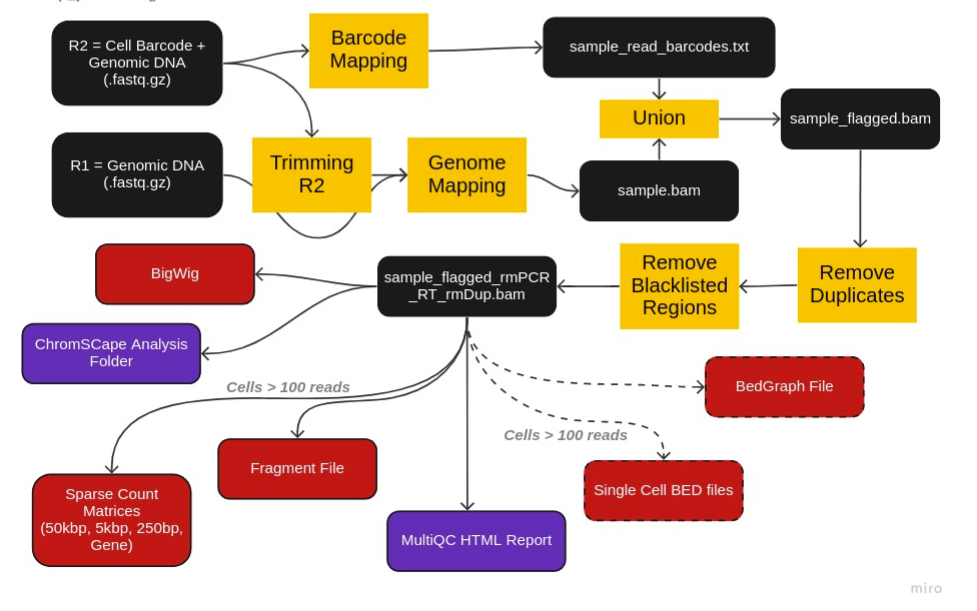 R2 = Cell Barcode +
Genomic DNA
(.fastq.gz)
Barcode
Mapping
sample_read_barcodes.txt
Union
sample_flagged.bam
R1 = Genomic DNA
(.fastq.gz)
Trimming
R2
Genome
Mapping
sample.bam
BigWig
sample_flagged_rmPCR
_RT_rmDup.bam
Remove
Blacklisted
Regions
Remove
Duplicates
ChromSCape Analysis
Folder
Cells > 100 reads
BedGraph File
Cells > 100 reads
Fragment File
Single Cell BED files
Sparse Count
Matrices
(50kbp, 5kbp, 250bp,
Gene)
MultiQC HTML Report
miro